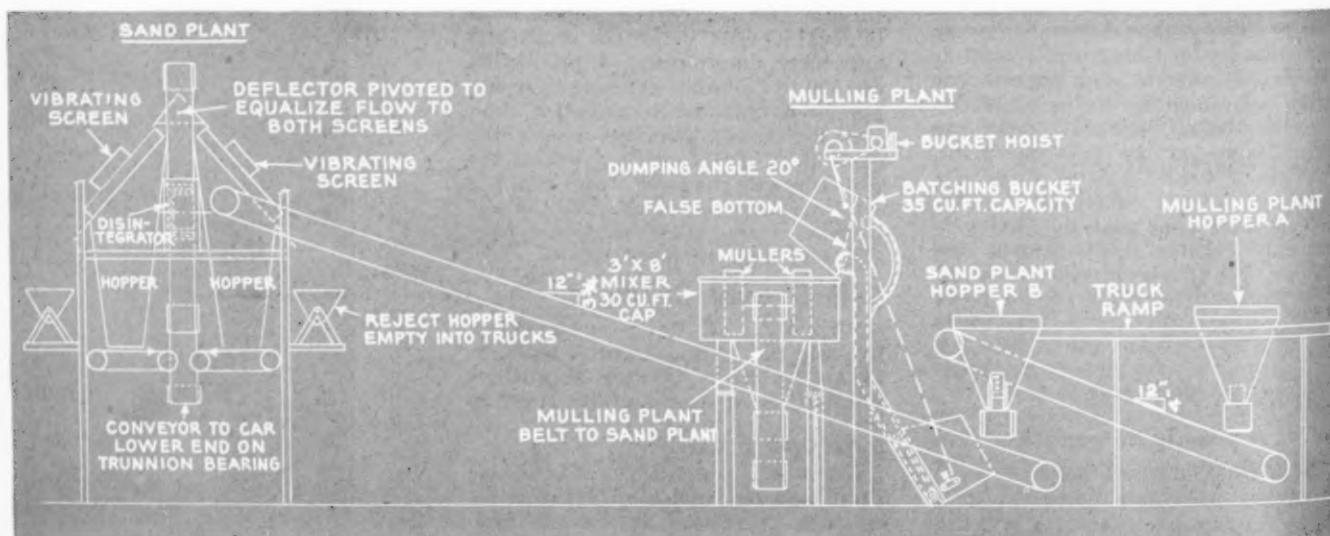 SAND PLANT
VIBRATING
SCREEN
DEFLECTOR PIVOTED TO
EQUALIZE FLOW TO
BOTH SCREENS
VIBRATING
SCREEN
DISIN-
TEGRATOR
HOPPER
HOPPER
REJECT HOPPER
EMPTY INTO TRUCKS
CONVEYOR TO CAR
LOWER END ON
TRUNNION BEARING
12"
3' X 8'
MIXER
30 CU.FT.
CAP
MULLERS
MULLING PLANT
BELT TO SAND PLANT
MULLING PLANT
BUCKET HOIST
DUMPING ANGLE 20°
FALSE BOTTOM
BATCHING BUCKET
35 CU.FT. CAPACITY
SAND PLANT
HOPPER B
TRUCK
RAMP
MULLING PLANT
HOPPER A
12"